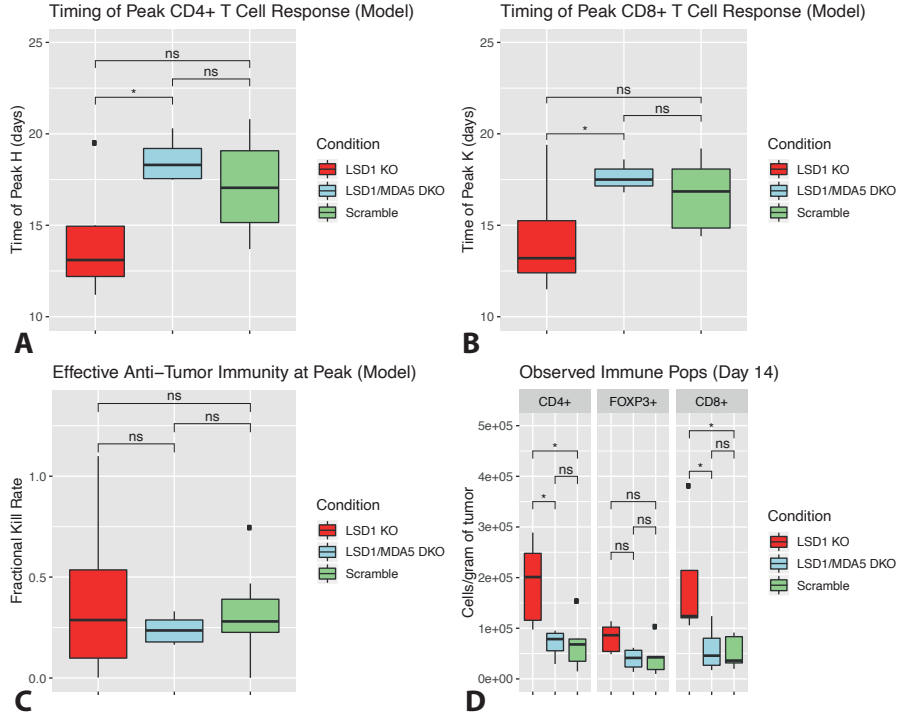 Timing of Peak CD4+ T Cell Response (Model)
25
20
15
10
Time of Peak H (days)
ns
ns
*
Condition
LSD1 KO
LSD1/MDA5 DKO
Scramble
A
Timing of Peak CD8+ T Cell Response (Model)
25
20
15
10
Time of Peak K (days)
ns
ns
*
Condition
LSD1 KO
LSD1/MDA5 DKO
Scramble
B
Effective Anti−Tumor Immunity at Peak (Model)
1.0
0.5
0.0
Fractional Kill Rate
ns
ns
ns
Condition
LSD1 KO
LSD1/MDA5 DKO
Scramble
C
Observed Immune Pops (Day 14)
CD4+ FOXP3+ CD8+
5e+05
4e+05
3e+05
2e+05
1e+05
0e+00
Cells/gram of tumor
* ns *
ns ns ns
* ns *
Condition
LSD1 KO
LSD1/MDA5 DKO
Scramble
D